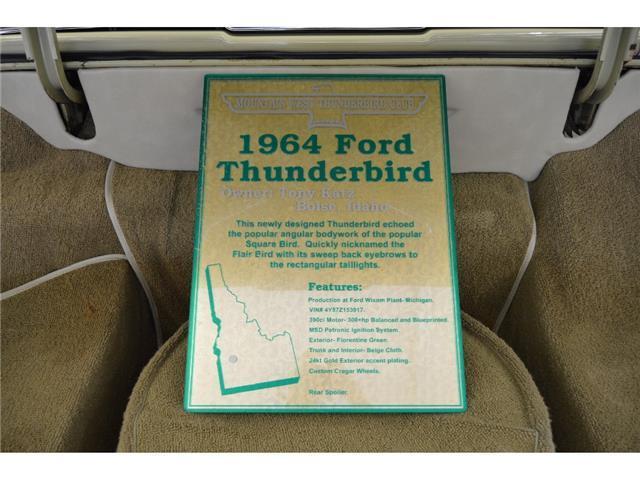 MOUNTAIN WEST THUNDERBIRD CLUB
1964 Ford
Thunderbird
Owner: Tony Katz
Boise, Idaho
This newly designed Thunderbird echoed
the popular angular bodywork of the popular
Square Bird. Quickly nicknamed the
Flair Bird with its sweep back eyebrows to
the rectangular taillights.
Features:
Production at Ford Wixom Plant- Michigan.
VIN# 4Y87Z153917.
390ci Motor- 306+hp Balanced and Blueprinted.
MSD Petronic Ignition System.
Exterior- Florentine Green.
Trunk and Interior- Beige Cloth.
24kt Gold Exterior accent plating.
Custom Cragar Wheels.
Rear Spoiler.